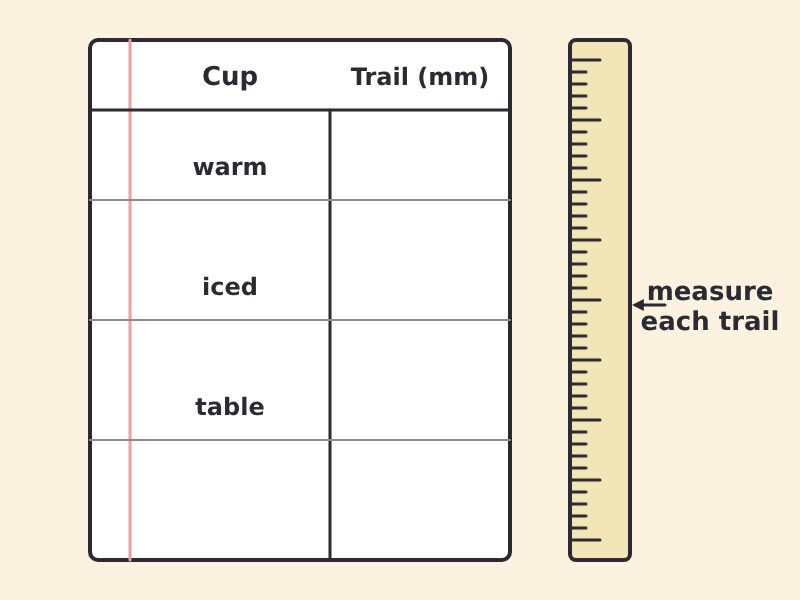 Cup Trail (mm)
warm
iced
table
measure
each trail